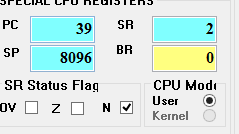 SPECIAL CPU REGISTERS
PC 39 SR 2
SP 8096 BR 0
SR Status Flag CPU Mode
OV Z N User
Kernel